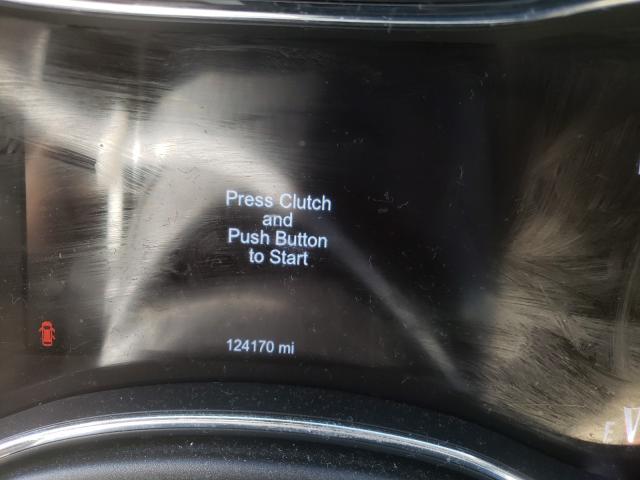 Press Clutch
and
Push Button
to Start
124170 mi
E